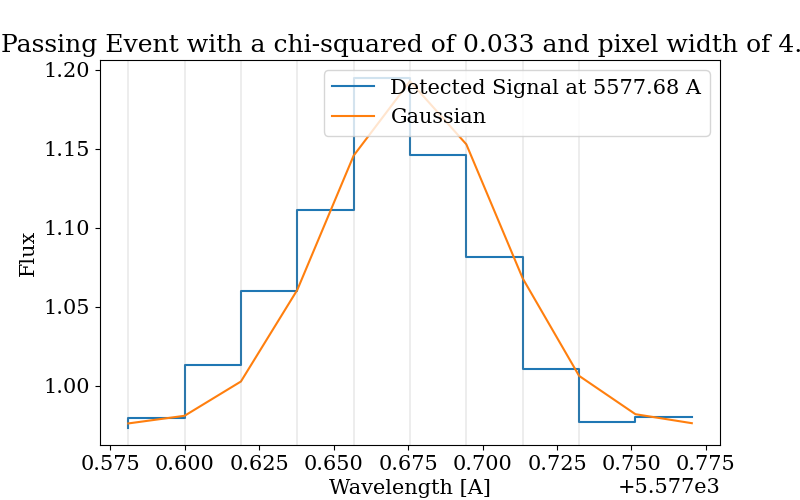 Passing Event with a chi-squared of 0.033 and pixel width of 4.
Detected Signal at 5577.68 A
Gaussian
1.20
1.15
1.10
1.05
1.00
Flux
0.575 0.600 0.625 0.650 0.675 0.700 0.725 0.750 0.775
+5.577e3
Wavelength [A]